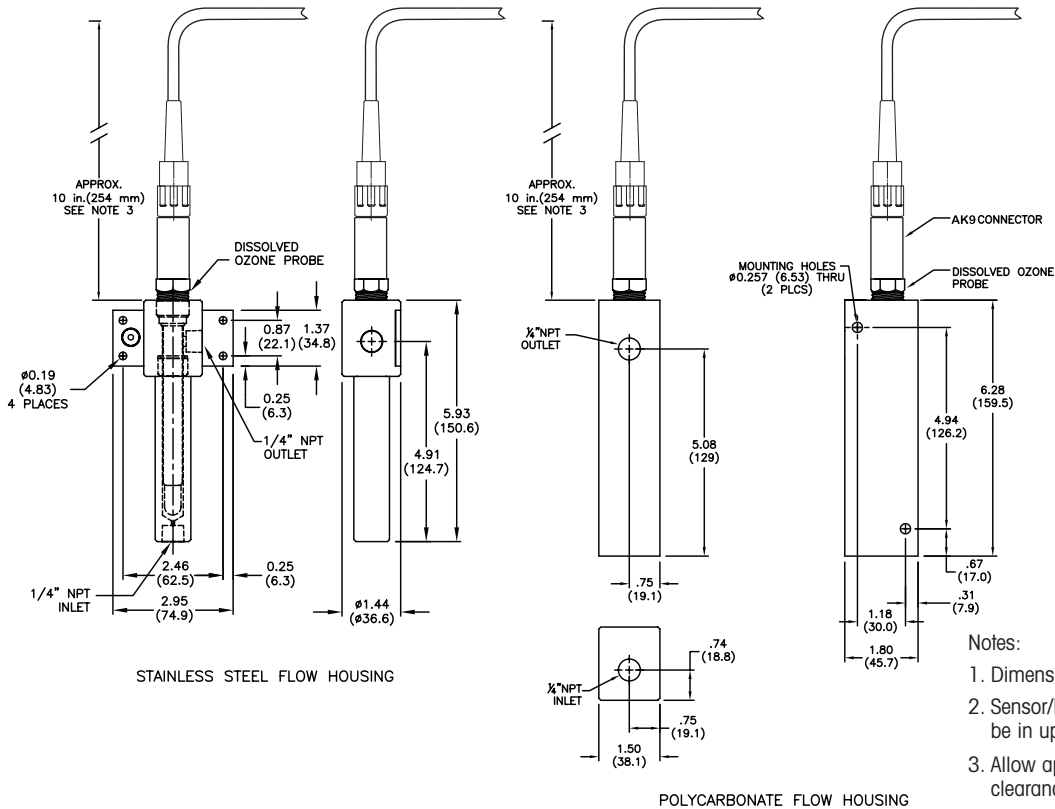 APPROX.
10 in.(254 mm)
SEE NOTE 3
DISSOLVED
OZONE PROBE
0.87
(22.1)
1.37
(34.8)
ø0.19
(4.83)
4 PLACES
0.25
(6.3)
1/4" NPT
OUTLET
1/4" NPT
INLET
2.46
(62.5)
0.25
(6.3)
2.95
(74.9)
5.93
(150.6)
4.91
(124.7)
ø1.44
(ø36.6)
STAINLESS STEEL FLOW HOUSING
APPROX.
10 in.(254 mm)
SEE NOTE 3
¼"NPT
OUTLET
5.08
(129)
.75
(19.1)
¼"NPT
INLET
.74
(18.8)
.75
(19.1)
1.50
(38.1)
AK9 CONNECTOR
MOUNTING HOLES
ø0.257 (6.53) THRU
(2 PLCS)
DISSOLVED OZONE
PROBE
6.28
(159.5)
4.94
(126.2)
.67
(17.0)
.31
(7.9)
1.18
(30.0)
1.80
(45.7)
POLYCARBONATE FLOW HOUSING
Notes:
1. Dimens
2. Sensor/
be in up
3. Allow ap
clearanc